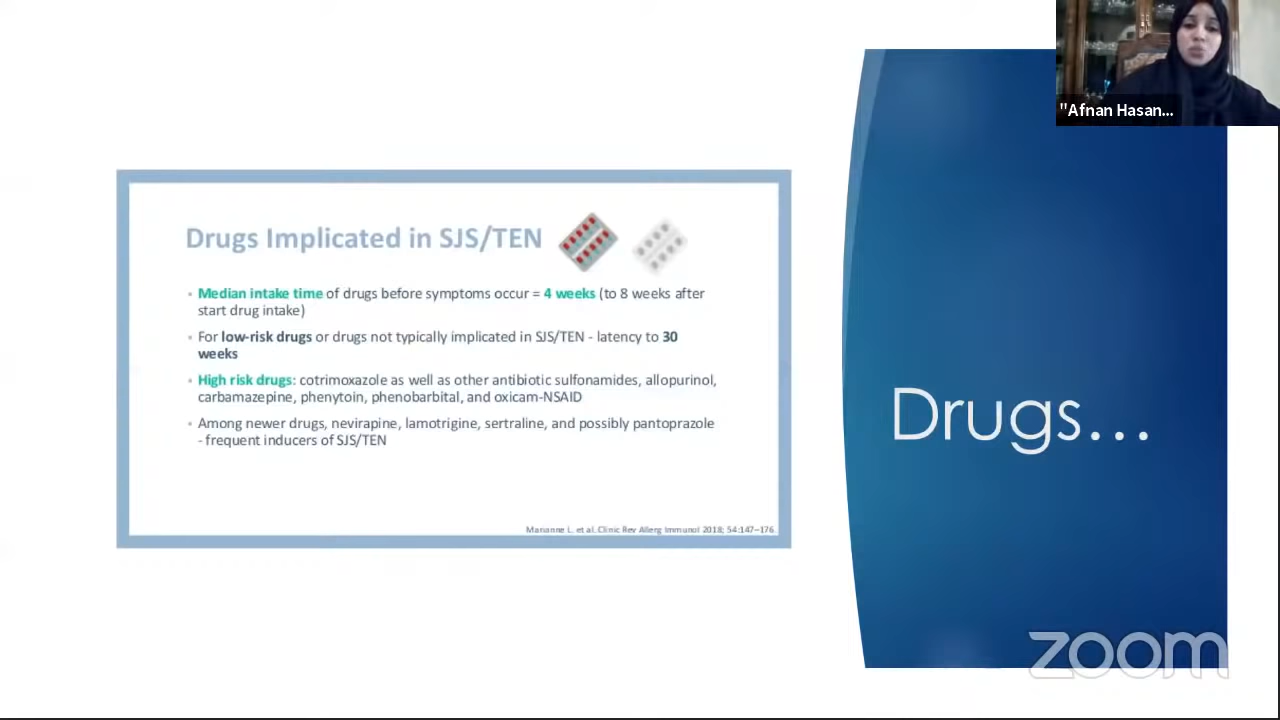 "Afnan Hasan...
Drugs Implicated in SJS/TEN
Median intake time of drugs before symptoms occur = 4 weeks (to 8 weeks after
start drug intake)
For low-risk drugs or drugs not typically implicated in SJS/TEN - latency to 30
weeks
High risk drugs: cotrimoxazole as well as other antibiotic sulfonamides, allopurinol,
carbamazepine, phenytoin, phenobarbital, and oxicam-NSAID
Among newer drugs, nevirapine, lamotrigine, sertraline, and possibly pantoprazole
- frequent inducers of SJS/TEN
Marianne L. et al. Clinic Rev Allerg Immunol 2018; 54:147–176
Drugs...
zoom